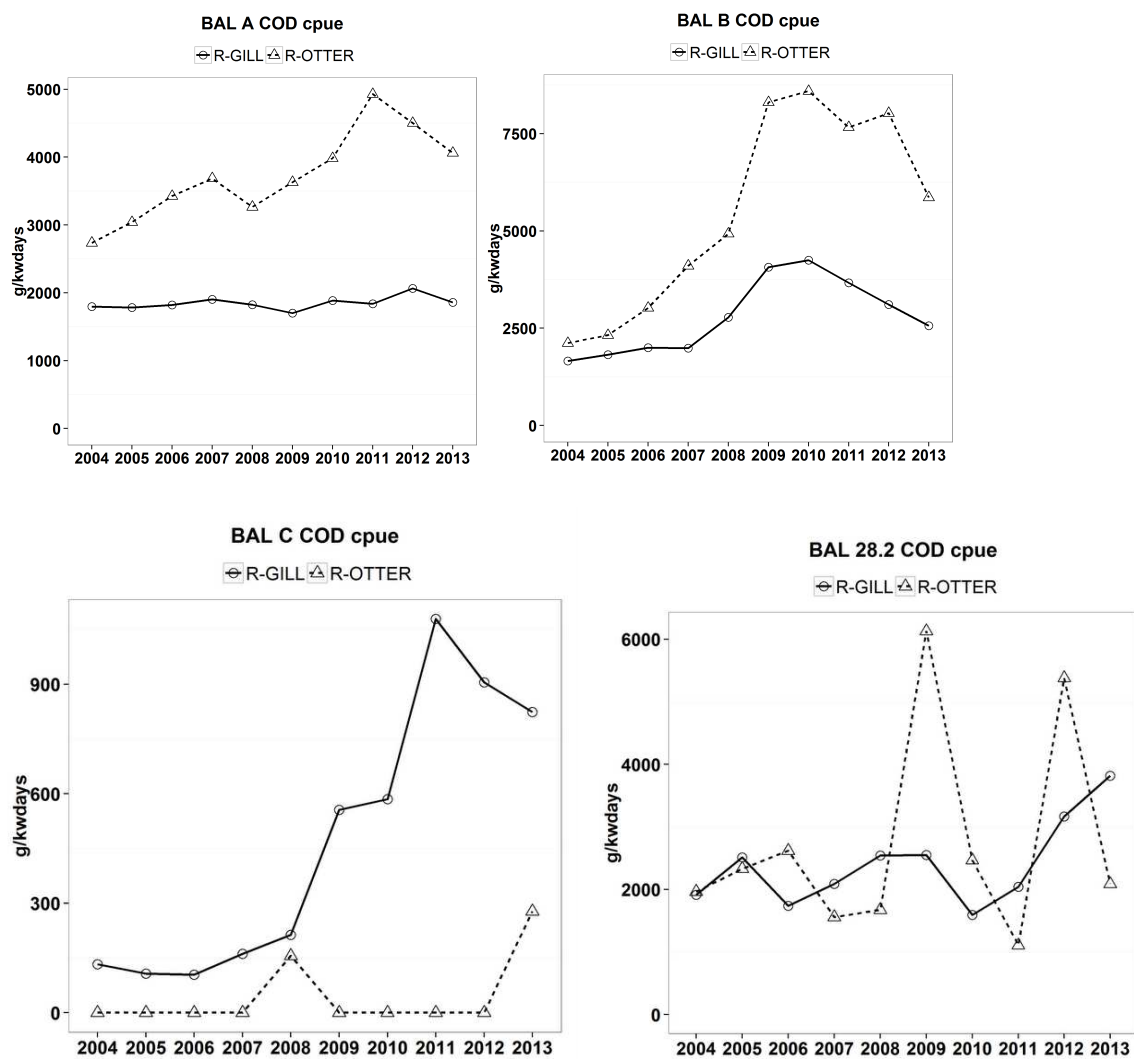 BAL A COD cpue
R-GILL R-OTTER
g/kwdays
5000
4000
3000
2000
1000
0
2004 2005 2006 2007 2008 2009 2010 2011 2012 2013
BAL B COD cpue
R-GILL R-OTTER
g/kwdays
7500
5000
2500
0
2004 2005 2006 2007 2008 2009 2010 2011 2012 2013
BAL C COD cpue
R-GILL R-OTTER
g/kwdays
900
600
300
0
2004 2005 2006 2007 2008 2009 2010 2011 2012 2013
BAL 28.2 COD cpue
R-GILL R-OTTER
g/kwdays
6000
4000
2000
0
2004 2005 2006 2007 2008 2009 2010 2011 2012 2013